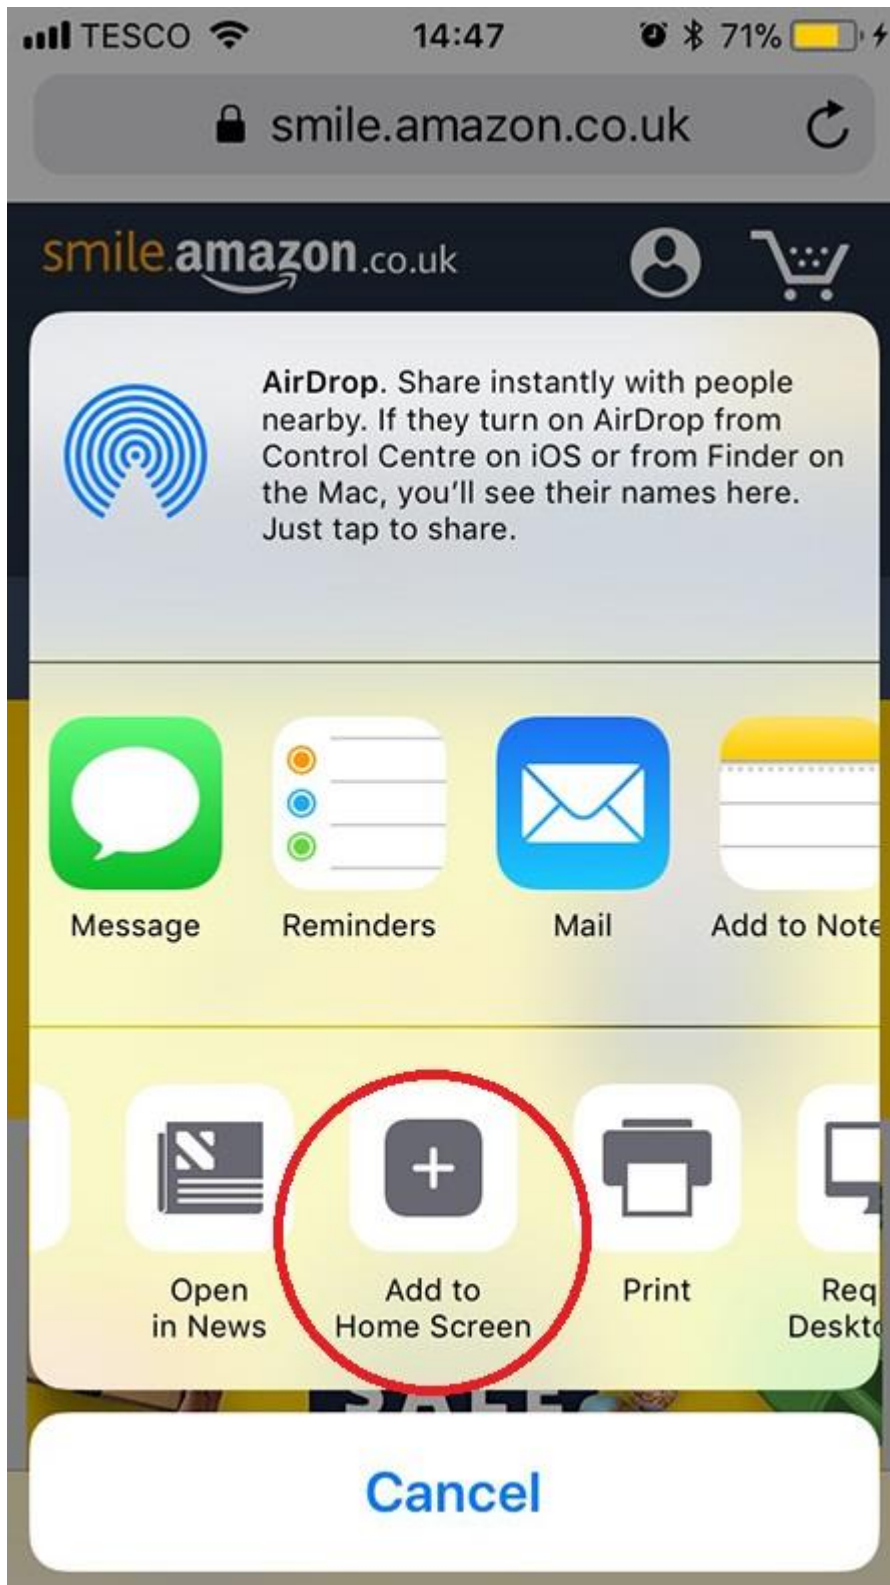 TESCO 14:47 71%
smile.amazon.co.uk
smile.amazon.co.uk
AirDrop. Share instantly with people
nearby. If they turn on AirDrop from
Control Centre on iOS or from Finder on
the Mac, you'll see their names here.
Just tap to share.
Message Reminders Mail Add to Note
Open Add to Print Req
in News Home Screen Deskto
SALE
Cancel